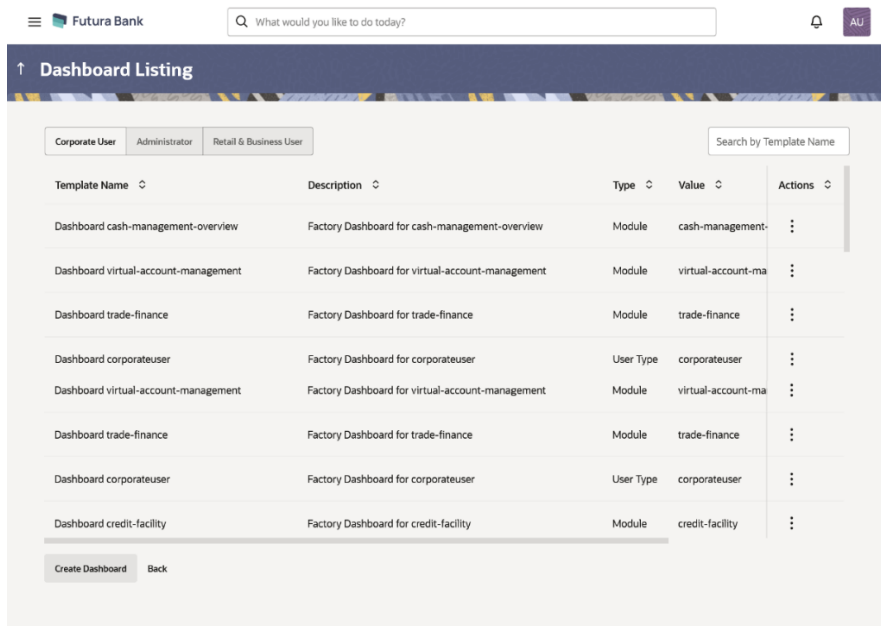 Futura Bank What would you like to do today? AU
↑ Dashboard Listing
Corporate User Administrator Retail & Business User Search by Template Name
Template Name Description Type Value Actions
Dashboard cash-management-overview Factory Dashboard for cash-management-overview Module cash-management-
Dashboard virtual-account-management Factory Dashboard for virtual-account-management Module virtual-account-ma
Dashboard trade-finance Factory Dashboard for trade-finance Module trade-finance
Dashboard corporateuser Factory Dashboard for corporateuser User Type corporateuser
Dashboard virtual-account-management Factory Dashboard for virtual-account-management Module virtual-account-ma
Dashboard trade-finance Factory Dashboard for trade-finance Module trade-finance
Dashboard corporateuser Factory Dashboard for corporateuser User Type corporateuser
Dashboard credit-facility Factory Dashboard for credit-facility Module credit-facility
Create Dashboard Back